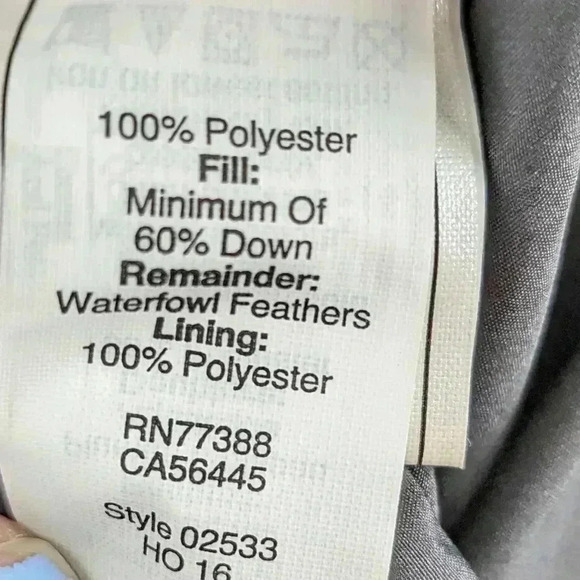 100% Polyester
Fill:
Minimum Of
60% Down
Remainder:
Waterfowl Feathers
Lining:
100% Polyester
RN77388
CA56445
Style 02533
HO 16